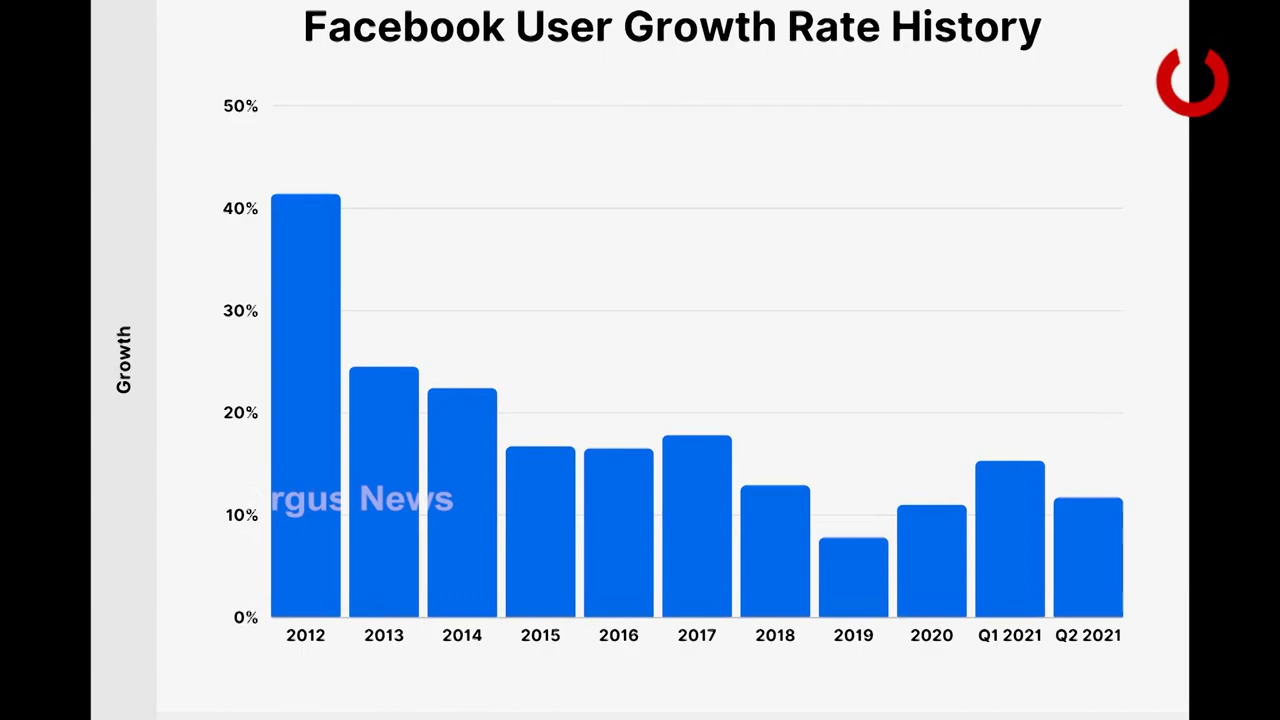 Facebook User Growth Rate History
50%
40%
30%
20%
10%
0%
Growth
News
2012 2013 2014 2015 2016 2017 2018 2019 2020 Q1 2021 Q2 2021